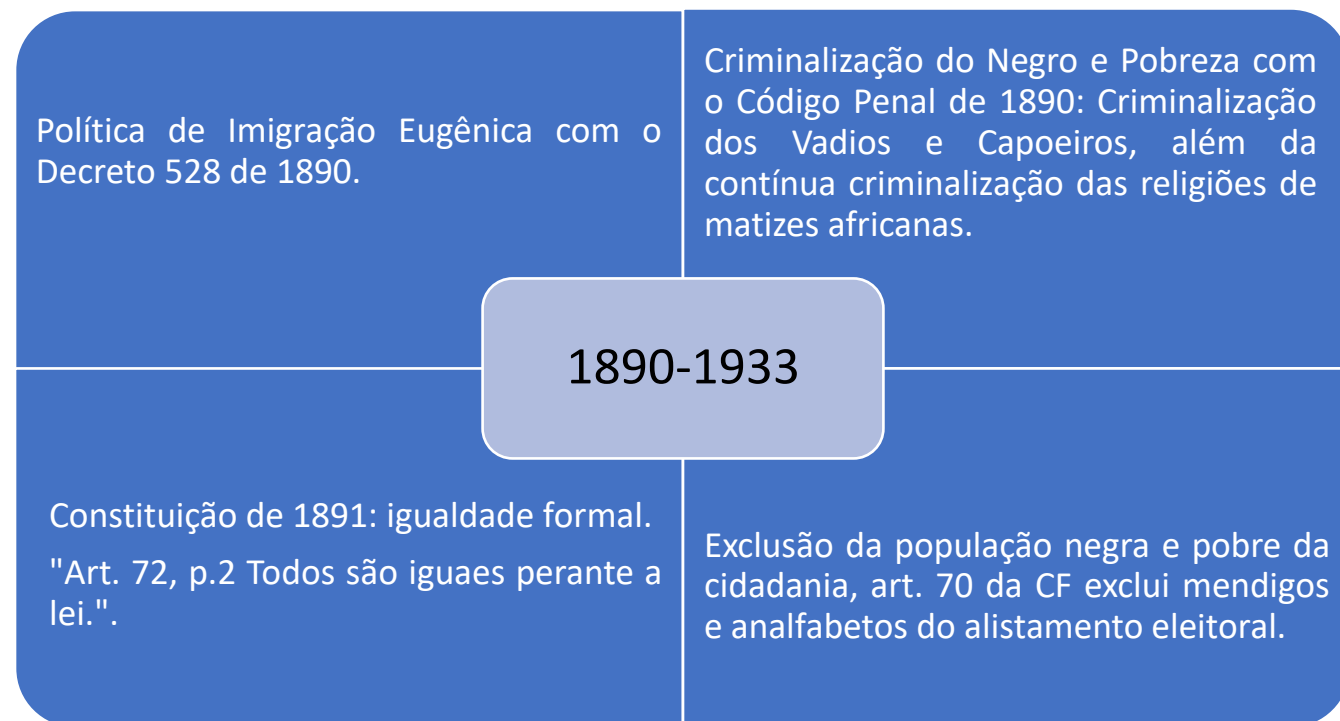 Política de Imigração Eugênica com o
Decreto 528 de 1890.
Criminalização do Negro e Pobreza com
o Código Penal de 1890: Criminalização
dos Vadios e Capoeiros, além da
contínua criminalização das religiões de
matizes africanas.
1890-1933
Constituição de 1891: igualdade formal.
"Art. 72, p.2 Todos são iguaes perante a
lei.".
Exclusão da população negra e pobre da
cidadania, art. 70 da CF exclui mendigos
e analfabetos do alistamento eleitoral.